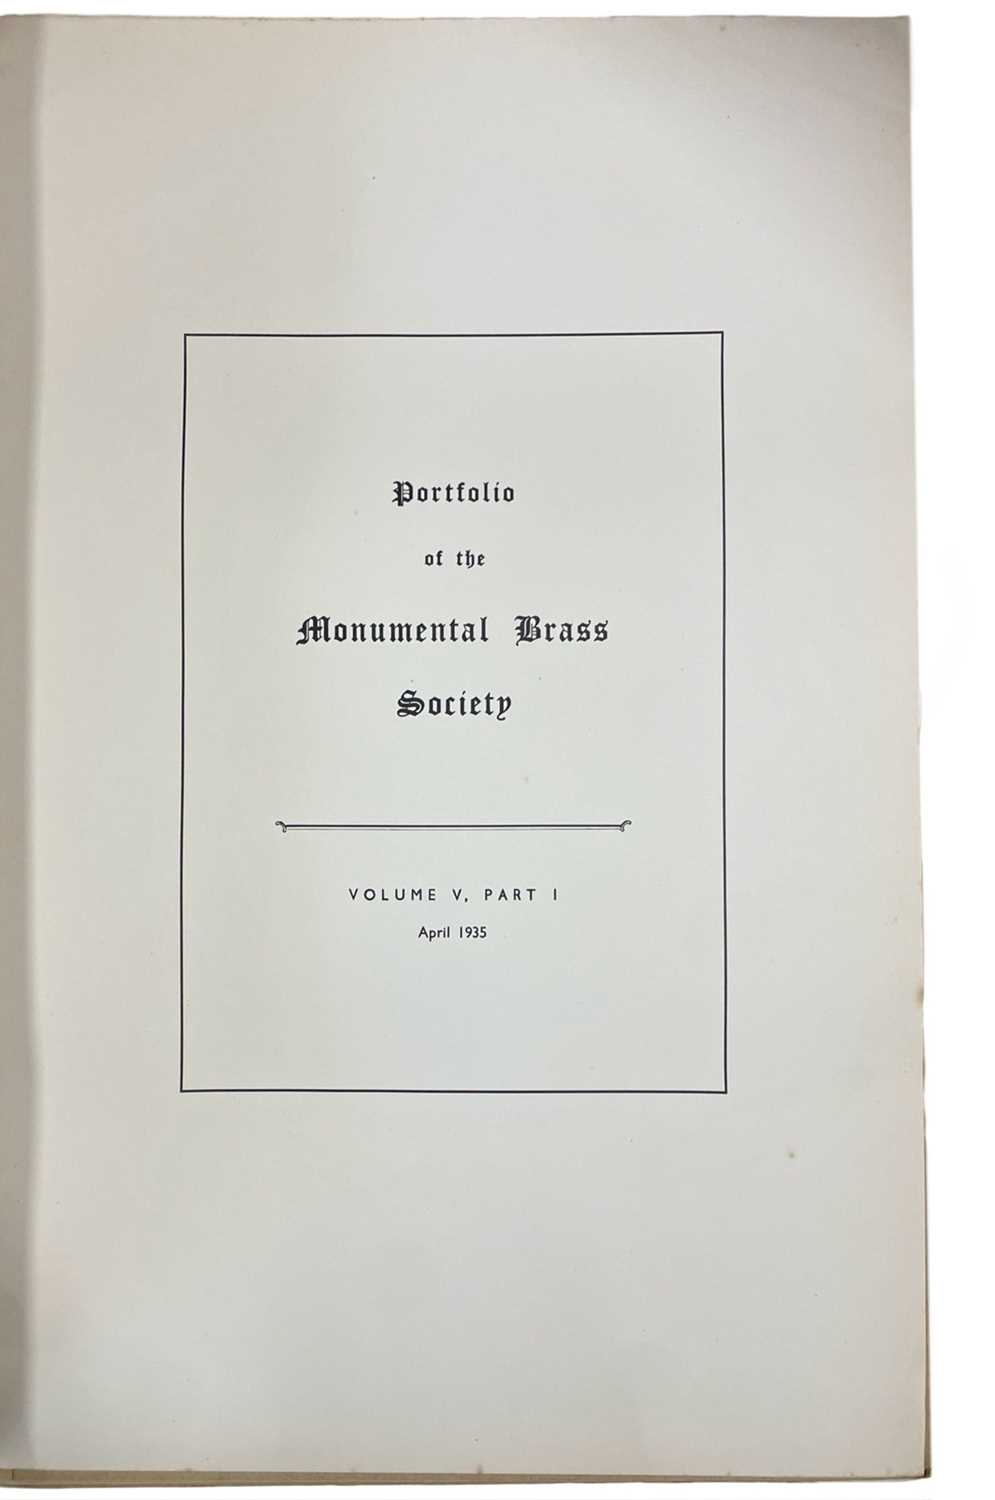 Portfolio
of the
Monumental Brass
Society
VOLUME V, PART I
April 1935